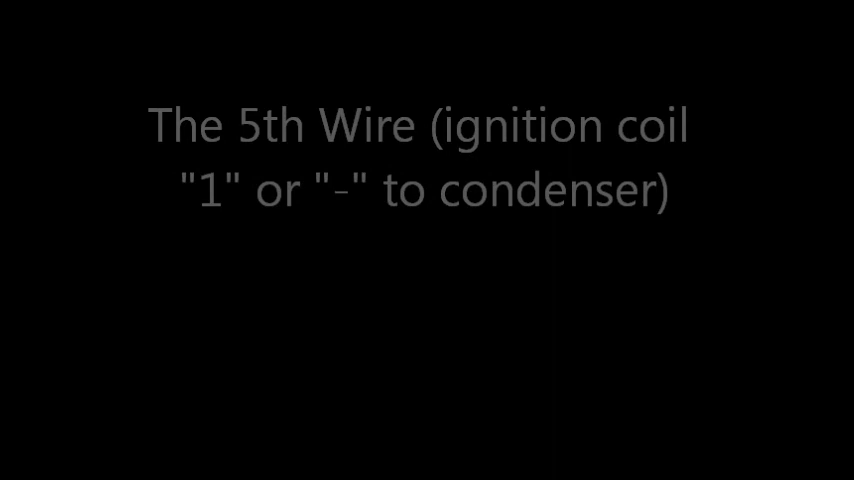 The 5th Wire (ignition coil
"1" or "-" to condenser)